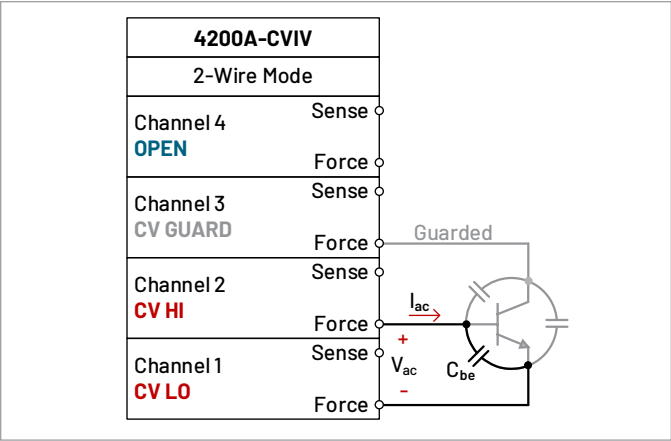 4200A-CVIV
2-Wire Mode
Sense
Channel 4
OPEN
Force
Sense
Channel 3
CV GUARD
Force
Guarded
Sense
Channel 2
CV HI
Force
Iac
+
Sense
Channel 1
Vac
Cbe
CV LO
-
Force